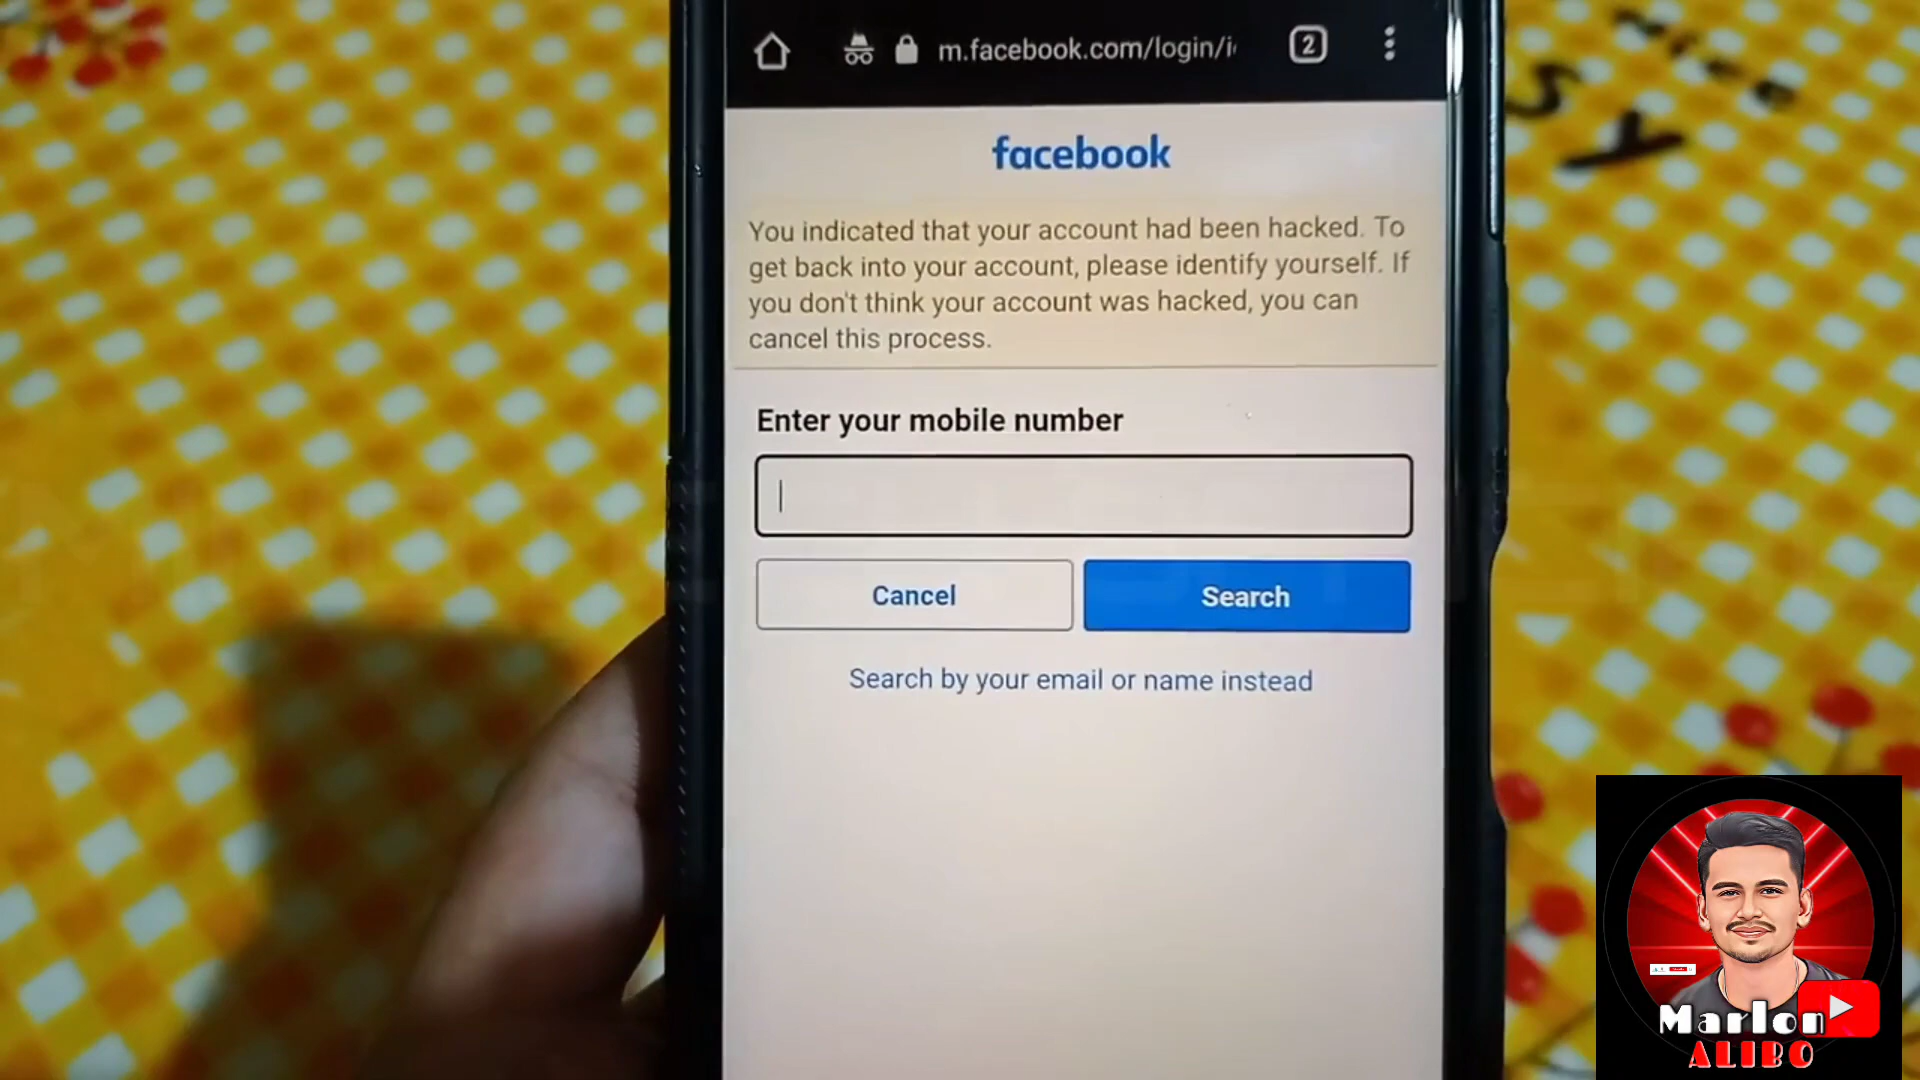 m.facebook.com/login/i
2
facebook
You indicated that your account had been hacked. To
get back into your account, please identify yourself. If
you don't think your account was hacked, you can
cancel this process.
Enter your mobile number
Cancel
Search
Search by your email or name instead
Marlon
ALIBO